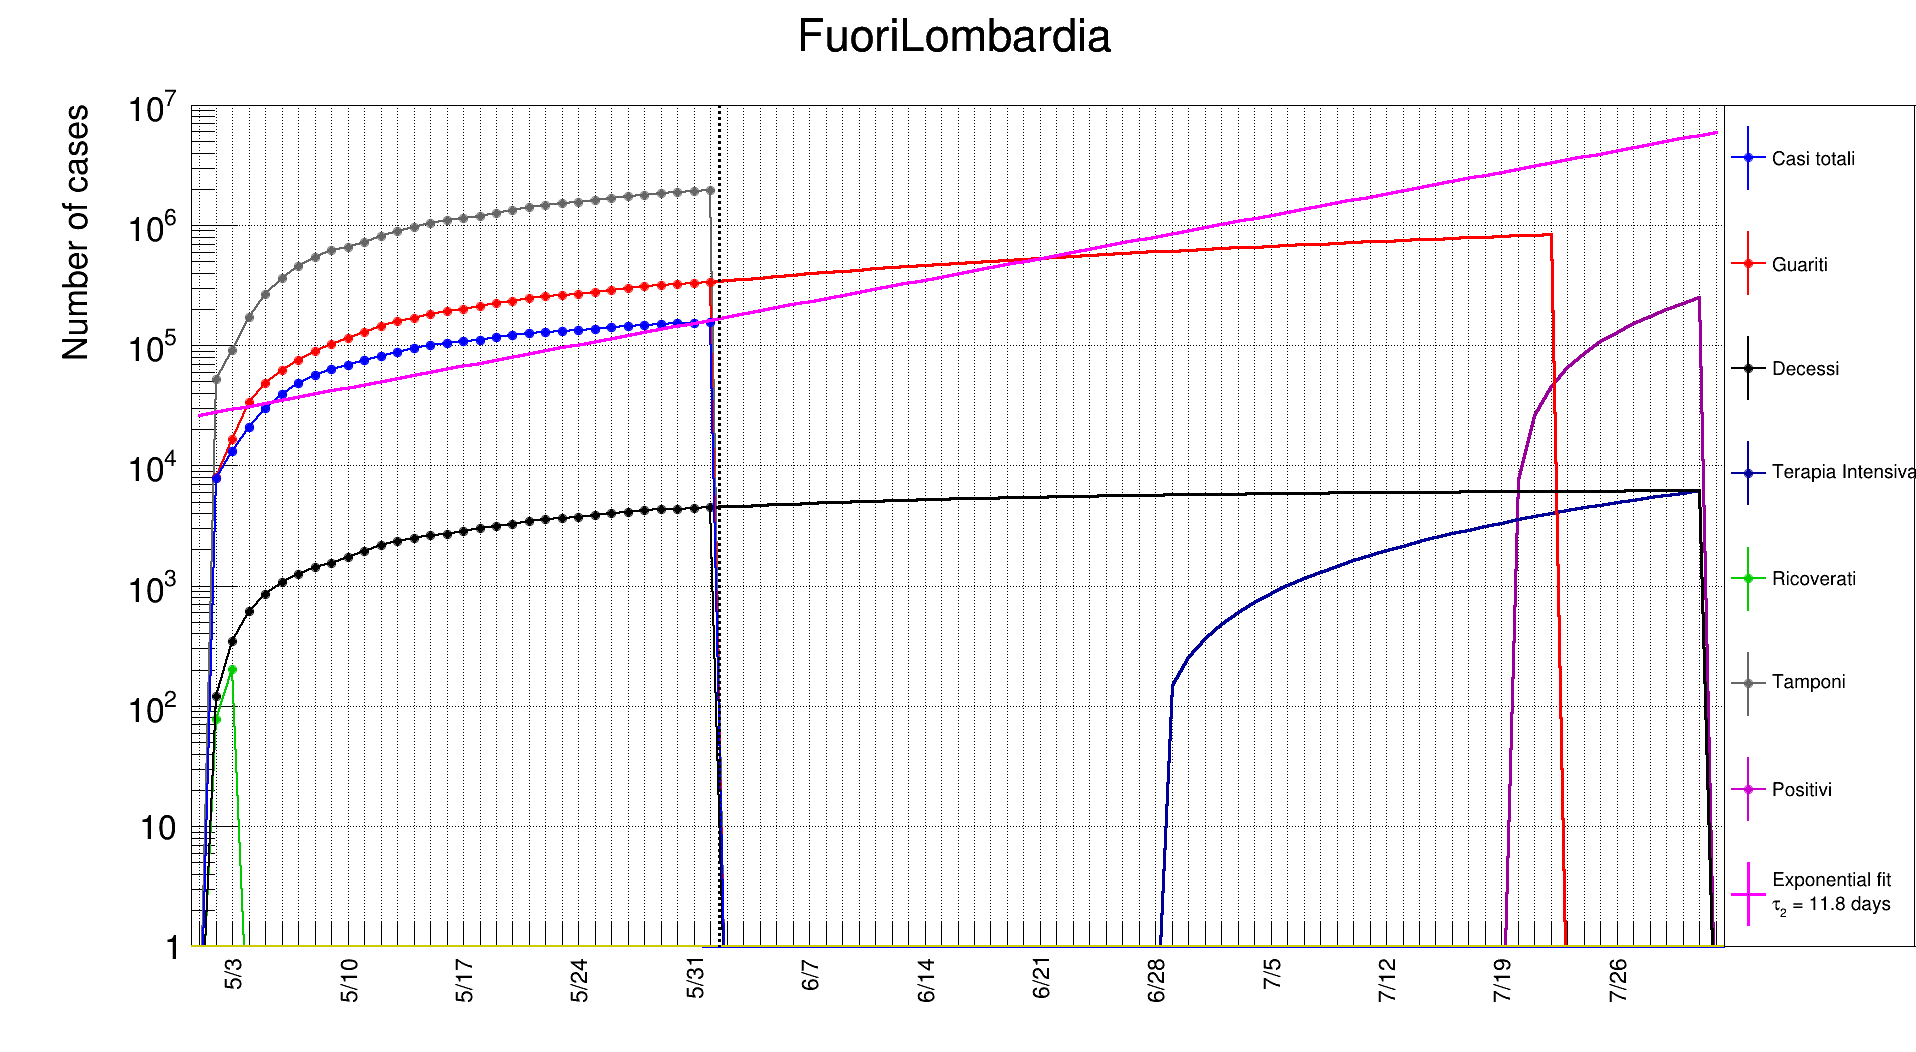 FuoriLombardia
Number of cases
10^7
10^6
10^5
10^4
10^3
10^2
10
1
5/3 5/10 5/17 5/24 5/31 6/7 6/14 6/21 6/28 7/5 7/12 7/19 7/26
Casi totali
Guariti
Decessi
Terapia Intensiva
Ricoverati
Tamponi
Positivi
Exponential fit
τ_2 = 11.8 days